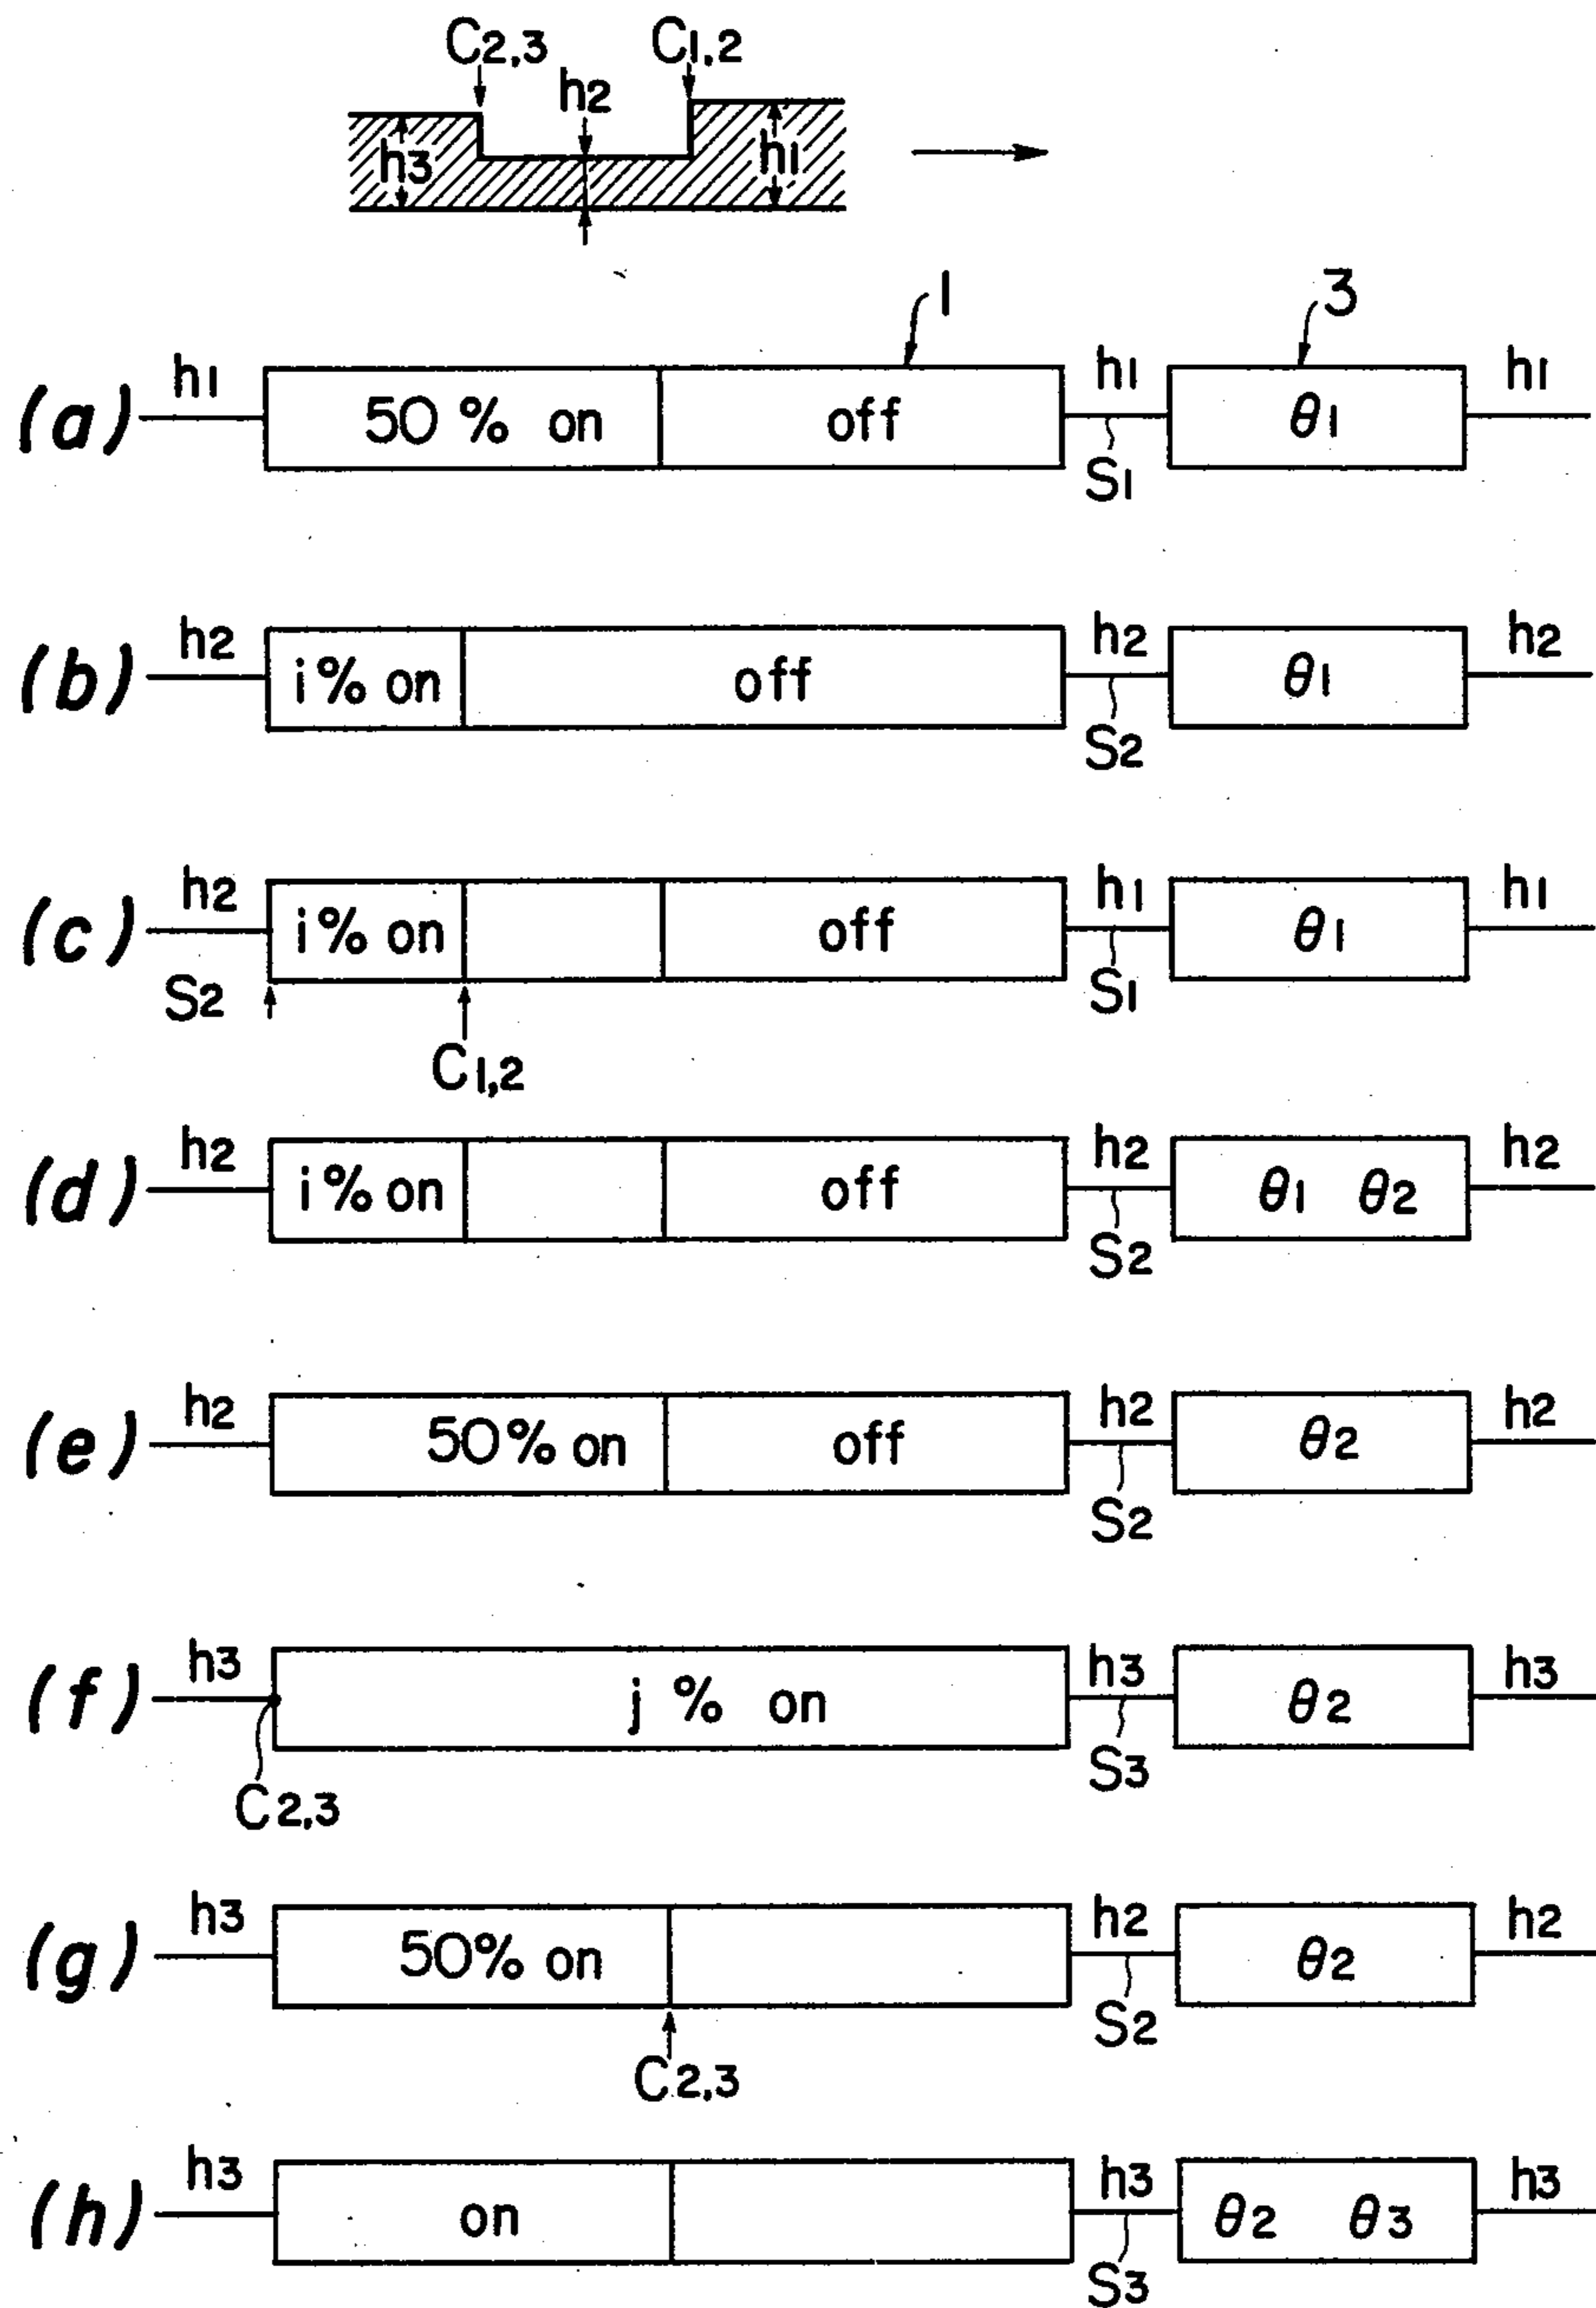 C2,3 C1,2
h2
h3 h1
1 3
(a) h1 50 % on off h1 θ1 h1
S1
(b) h2 i% on off h2 θ1 h2
S2
(c) h2 i% on off h1 θ1 h1
S2 S1
C1,2
(d) h2 i% on off h2 θ1 θ2 h2
S2
(e) h2 50% on off h2 θ2 h2
S2
(f) h3 j % on h3 θ2 h3
S3
C2,3
(g) h3 50% on h2 θ2 h2
S2
C2,3
(h) h3 on h3 θ2 θ3 h3
S3